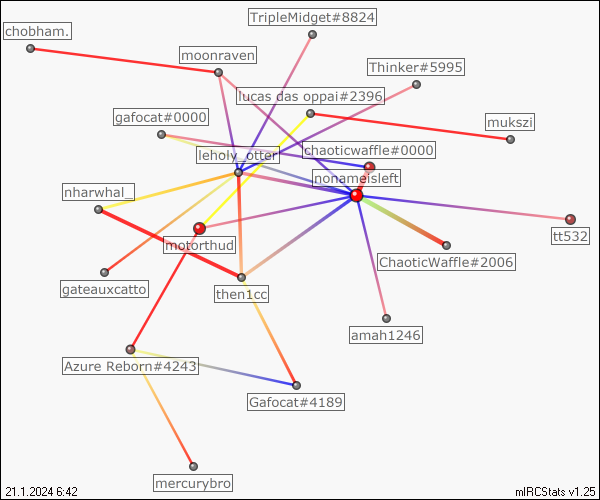 TripleMidget#8824
chobham.
moonraven
Thinker#5995
lucas das oppai#2396
gafocat#0000
mukszi
chaoticwaffle#0000
leholy_otter
nonameisleft
nharwhal_
tt532
motorthud
ChaoticWaffle#2006
gateauxcatto
then1cc
amah1246
Azure Reborn#4243
Gafocat#4189
mercurybro
21.1.2024 6:42
mIRCStats v1.25